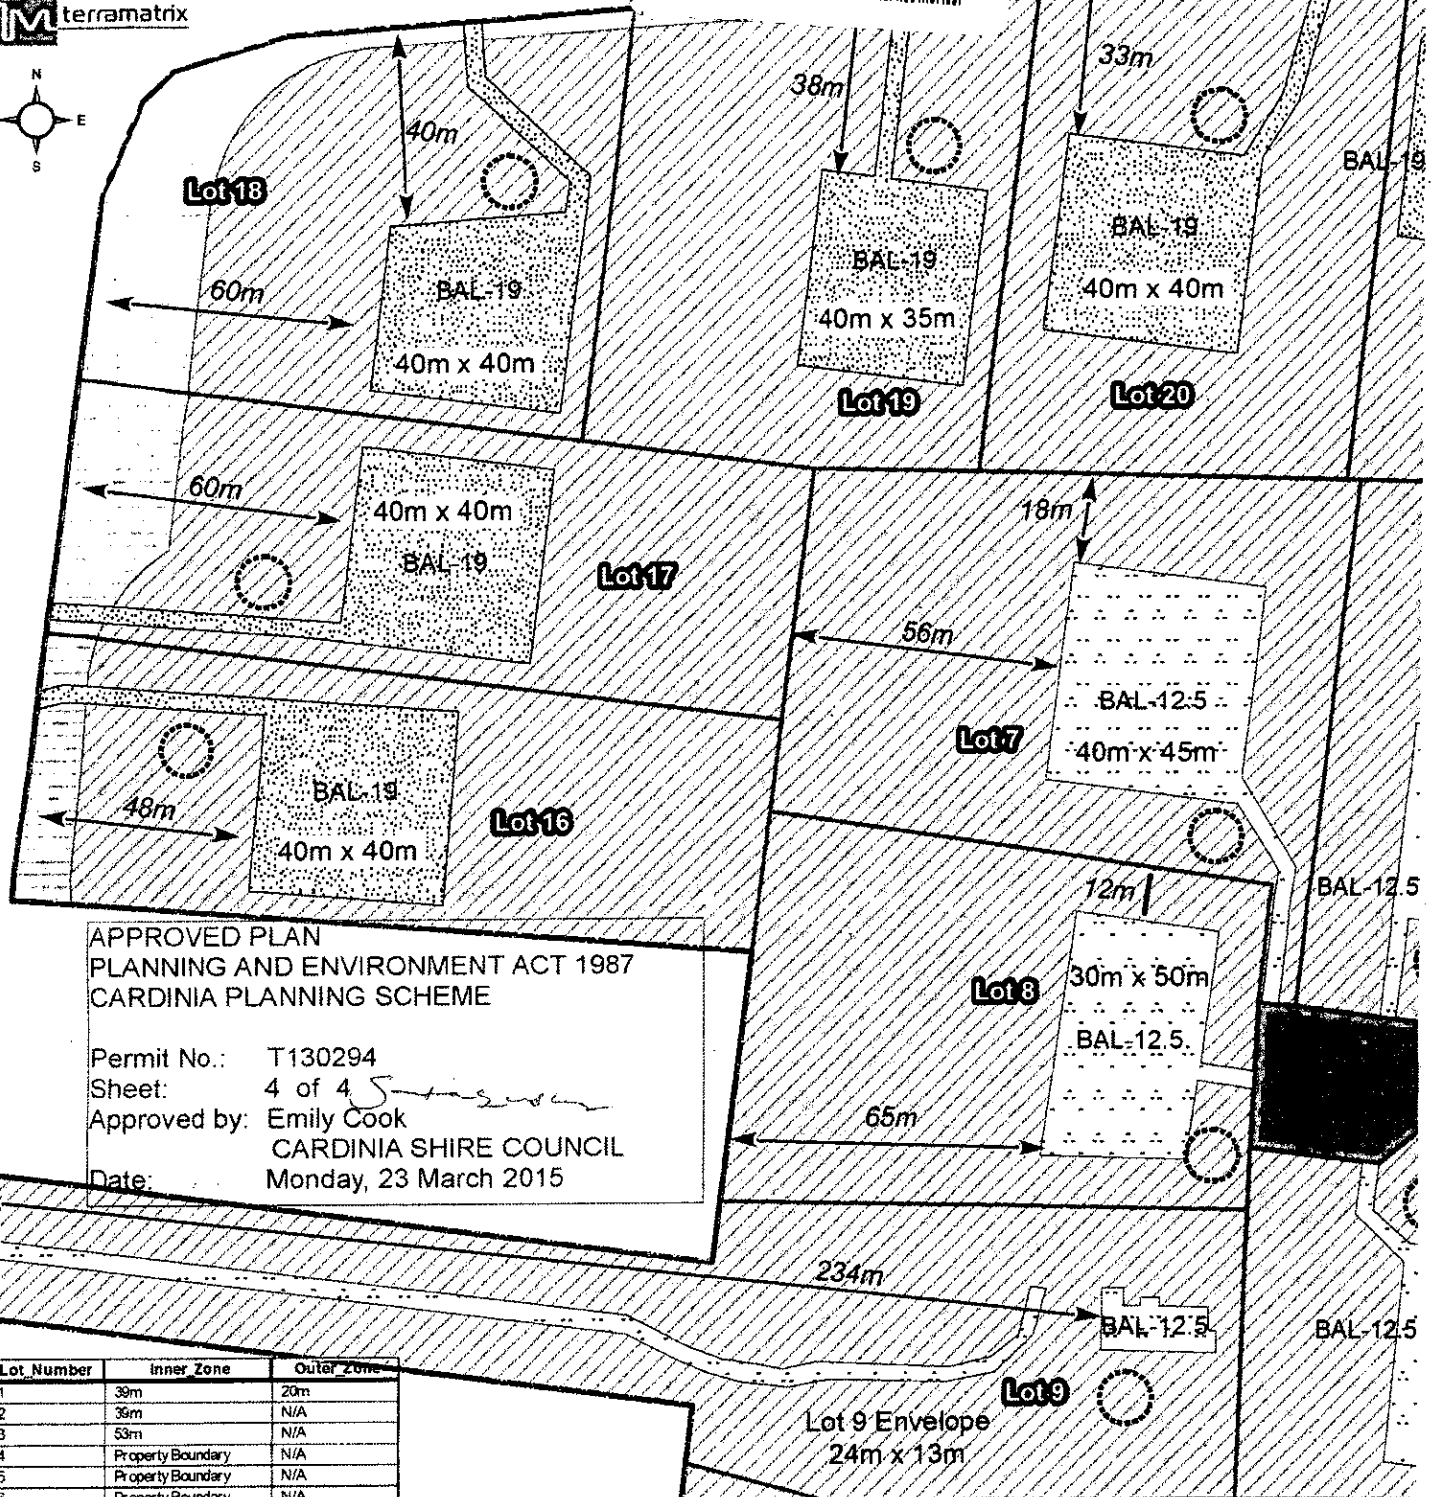 terramatrix
N
E
S
33m
38m
40m
BAL-19
Lot 18
BAL-19
40m x 40m
BAL-19
40m x 35m
60m
BAL-19
40m x 40m
Lot 19
Lot 20
60m
40m x 40m
BAL-19
18m
Lot 17
56m
BAL-12.5
40m x 45m
Lot 7
BAL-19
40m x 40m
48m
Lot 16
12m
BAL-12.5
30m x 50m
BAL-12.5
Lot 8
APPROVED PLAN
PLANNING AND ENVIRONMENT ACT 1987
CARDINIA PLANNING SCHEME
Permit No.: T130294
Sheet: 4 of 4
Approved by: Emily Cook
CARDINIA SHIRE COUNCIL
Date: Monday, 23 March 2015
65m
234m
BAL-12.5
BAL-12.5
Lot 9
Lot 9 Envelope
24m x 13m
Lot_Number Inner_Zone Outer_Zone
1 39m 20m
2 39m N/A
3 53m N/A
4 Property Boundary N/A
5 Property Boundary N/A
6 Property Boundary N/A